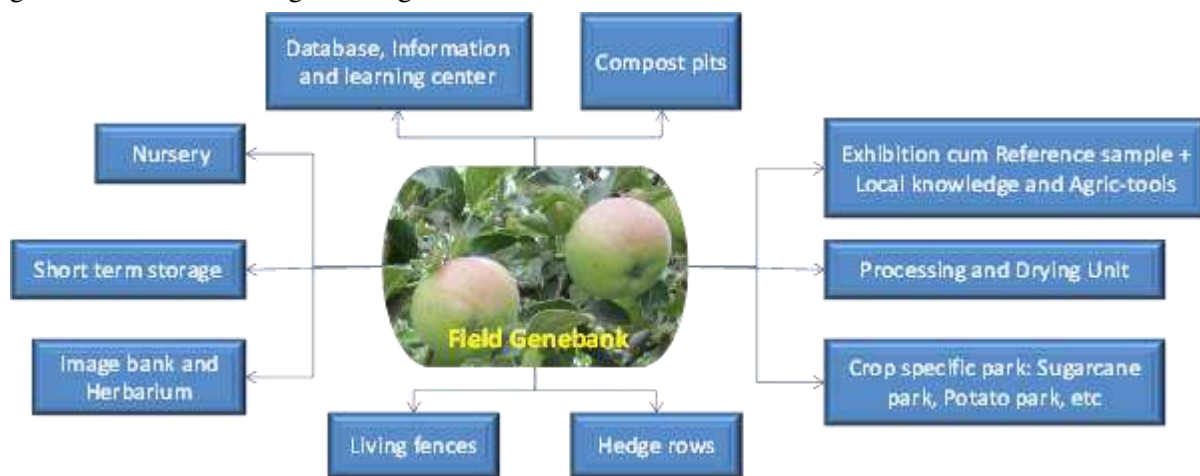 Database, Information
and learning center
Compost pits
Nursery
Exhibition cum Reference sample +
Local knowledge and Agric-tools
Short term storage
Processing and Drying Unit
Field Genebank
Image bank and
Herbarium
Crop specific park: Sugarcane
park, Potato park, etc
Living fences
Hedge rows